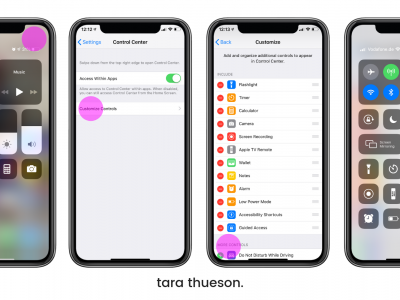 Music
12:12
Settings
Control Center
Swipe down from the top right edge to open Control Center.
Access Within Apps
Allow access to Control Center within apps. When disabled,
you can still access Control Center from the Home Screen.
Customize Controls
12:13
Back
Customize
Add and organize additional controls to appear
in Control Center.
INCLUDE
Flashlight
Timer
Calculator
Camera
Screen Recording
Apple TV Remote
Wallet
Notes
Alarm
Low Power Mode
Accessibility Shortcuts
Guided Access
MORE CONTROLS
Do Not Disturb While Driving
Screen
Mirroring
tara thueson.